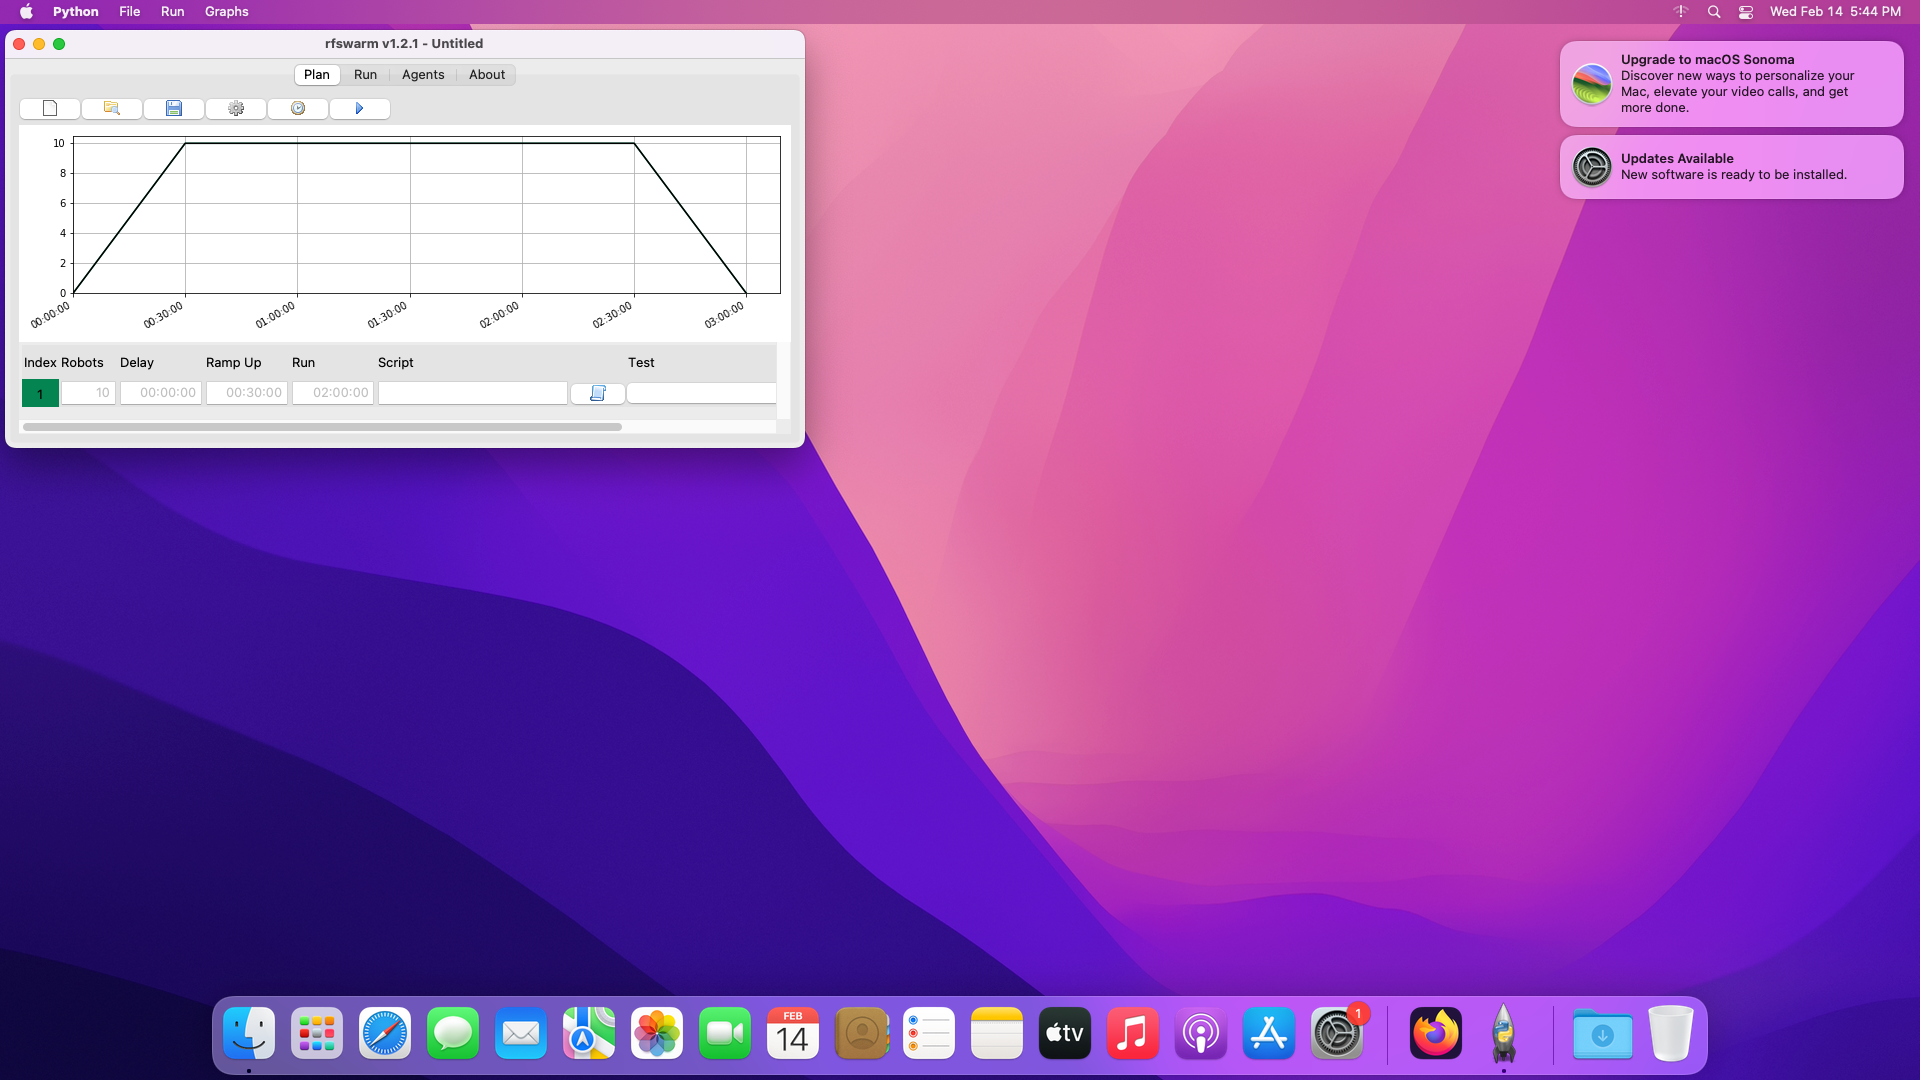 Python File Run Graphs
Wed Feb 14 5:44 PM
rfswarm v1.2.1 - Untitled
Plan Run Agents About
10
8
6
4
2
0
00:00:00 00:30:00 01:00:00 01:30:00 02:00:00 02:30:00 03:00:00
Index Robots Delay Ramp Up Run Script Test
1 10 00:00:00 00:30:00 02:00:00
Upgrade to macOS Sonoma
Discover new ways to personalize your
Mac, elevate your video calls, and get
more done.
Updates Available
New software is ready to be installed.
FEB
14
tv
1